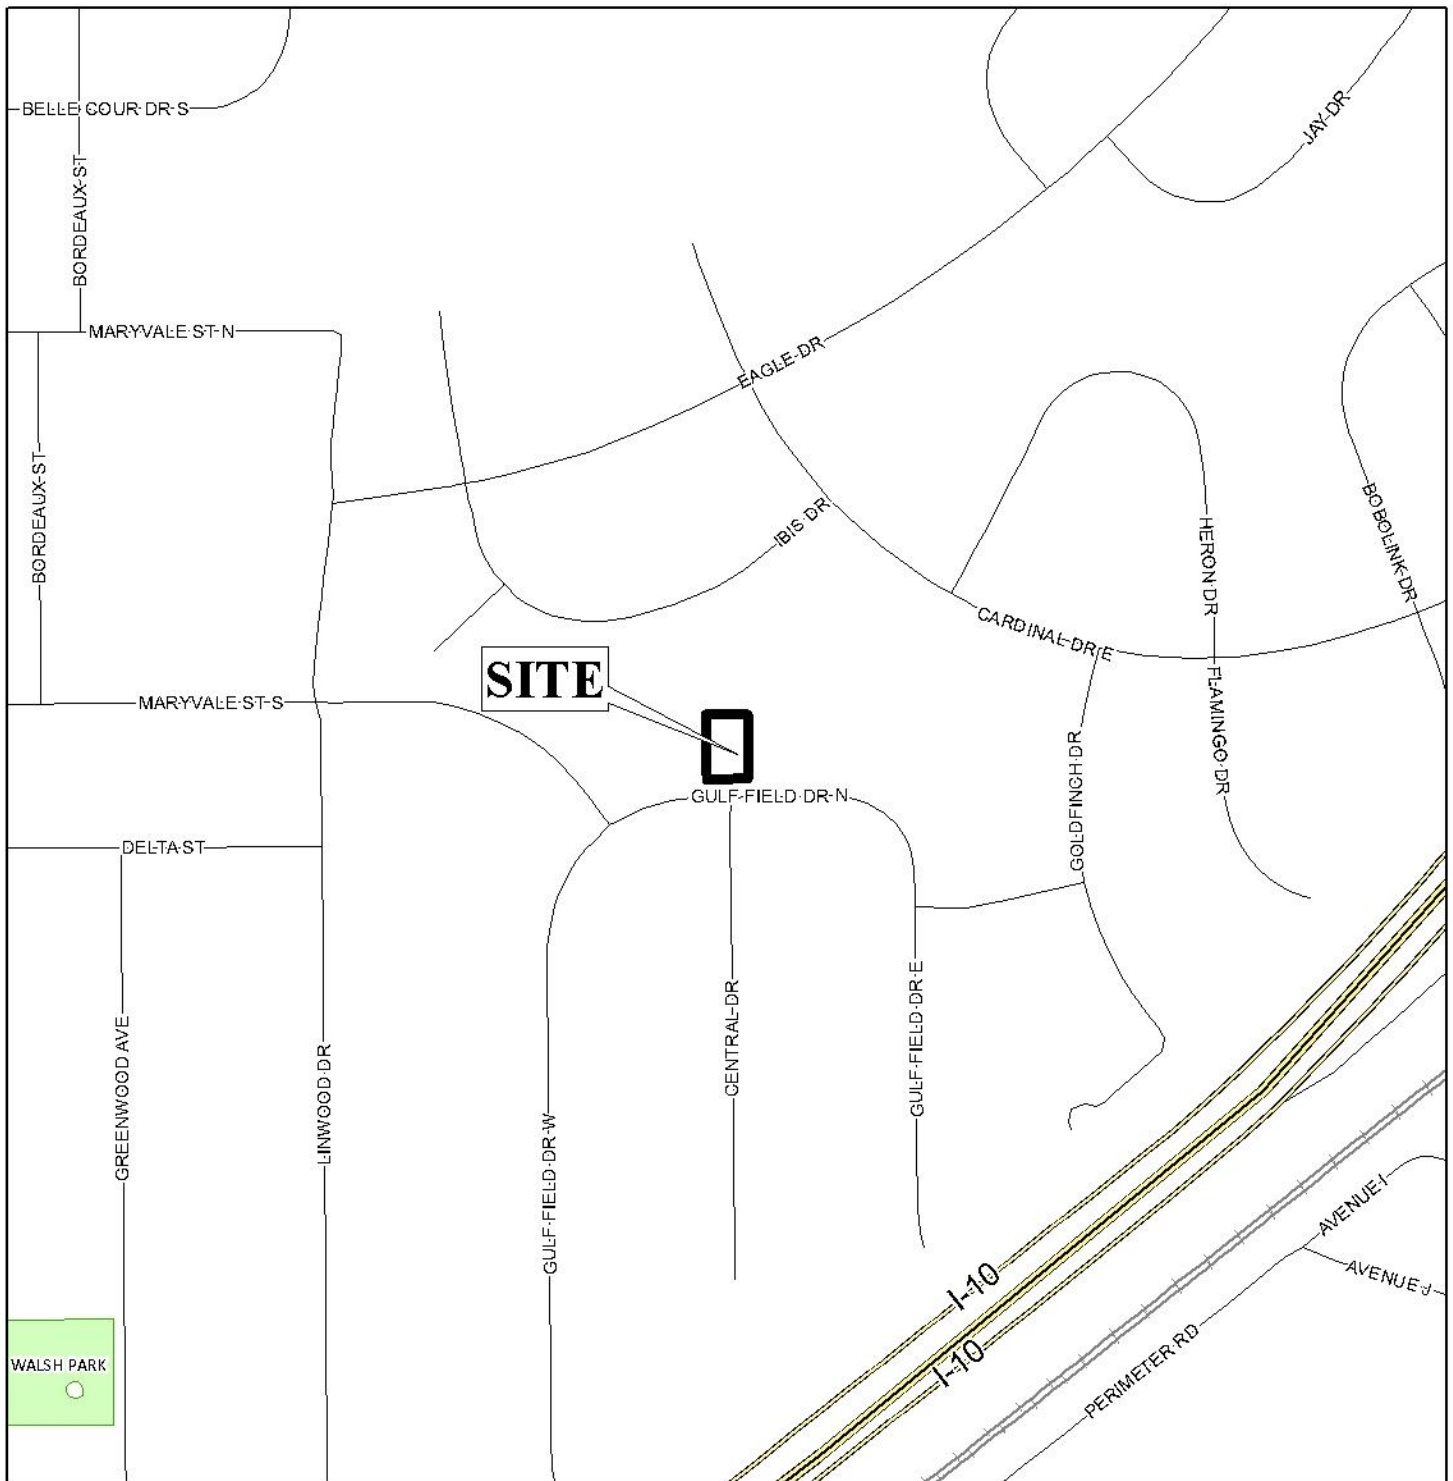 BELLE COUR DR S
JAY DR
BORDEAUX ST
MARYVALE ST N
EAGLE DR
BORDEAUX ST
IBIS DR
BOBOLINK DR
HERON DR
CARDINAL DR E
SITE
MARYVALE ST S
FLAMINGO DR
GOLDFINCH DR
GULF FIELD DR N
DELTA ST
GREENWOOD AVE
LINWOOD DR
CENTRAL DR
GULF FIELD DR E
GULF FIELD DR W
AVENUE I
AVENUE J
I-10
I-10
PERIMETER RD
WALSH PARK